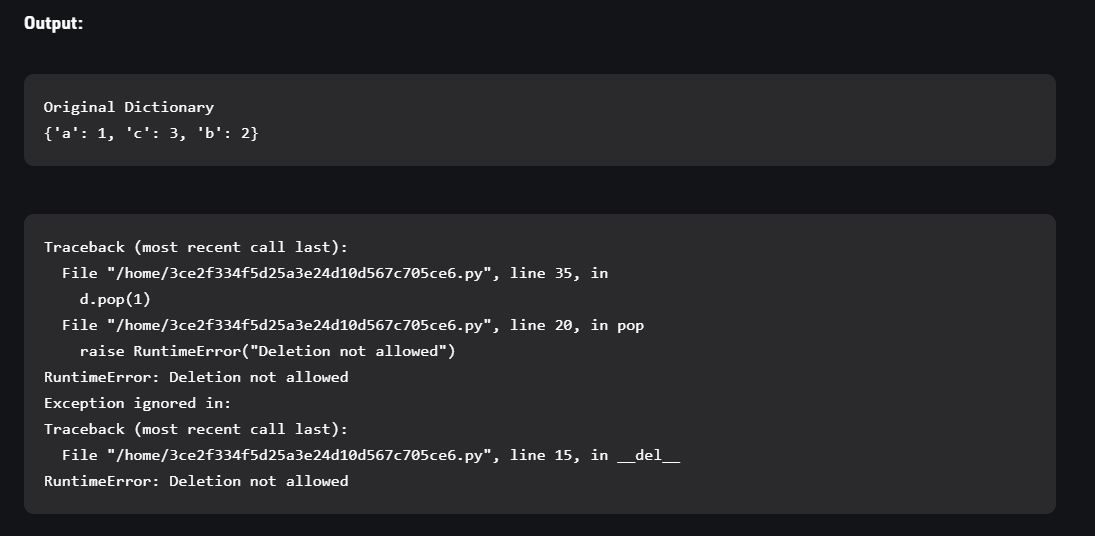 Output:
Original Dictionary
{'a': 1, 'c': 3, 'b': 2}
Traceback (most recent call last):
  File "/home/3ce2f334f5d25a3e24d10d567c705ce6.py", line 35, in
    d.pop(1)
  File "/home/3ce2f334f5d25a3e24d10d567c705ce6.py", line 20, in pop
    raise RuntimeError("Deletion not allowed")
RuntimeError: Deletion not allowed
Exception ignored in:
Traceback (most recent call last):
  File "/home/3ce2f334f5d25a3e24d10d567c705ce6.py", line 15, in __del__
RuntimeError: Deletion not allowed